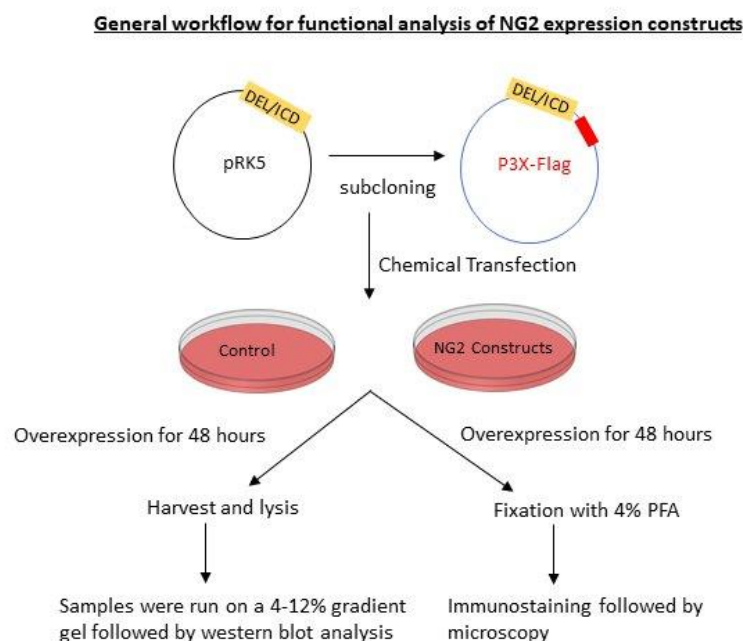 General workflow for functional analysis of NG2 expression constructs
DEL/ICD
DEL/ICD
pRK5
P3X-Flag
subcloning
Chemical Transfection
Control
NG2 Constructs
Overexpression for 48 hours
Overexpression for 48 hours
Harvest and lysis
Fixation with 4% PFA
Samples were run on a 4-12% gradient
gel followed by western blot analysis
Immunostaining followed by
microscopy